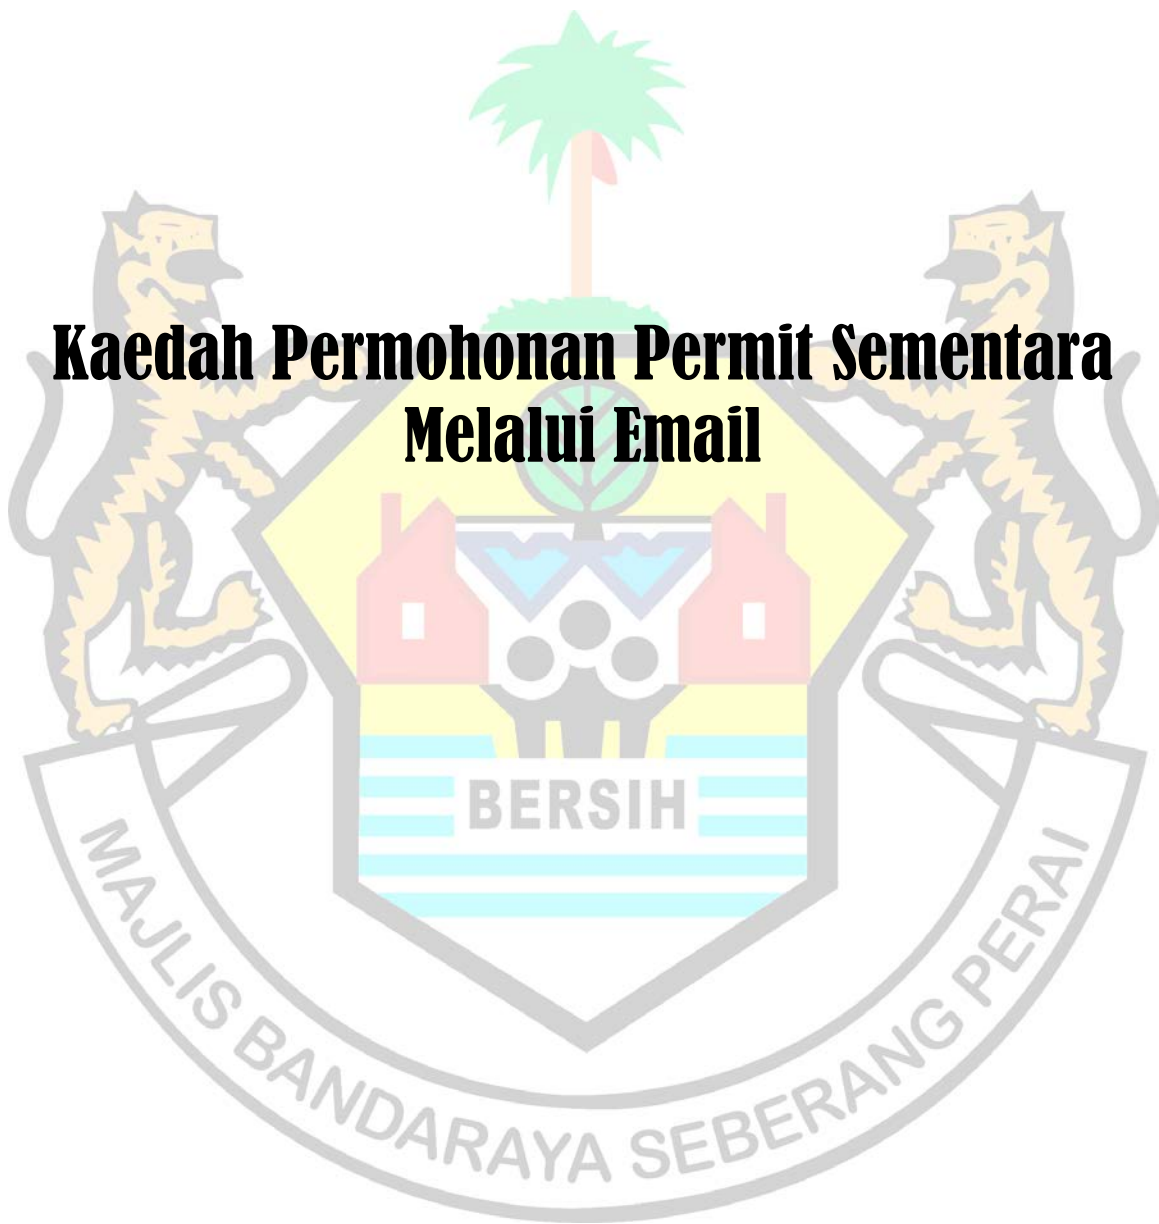 Kaedah Permohonan Permit Sementara
Melalui Email
BERSIH
MAJLIS BANDARAYA SEBERANG PERAI